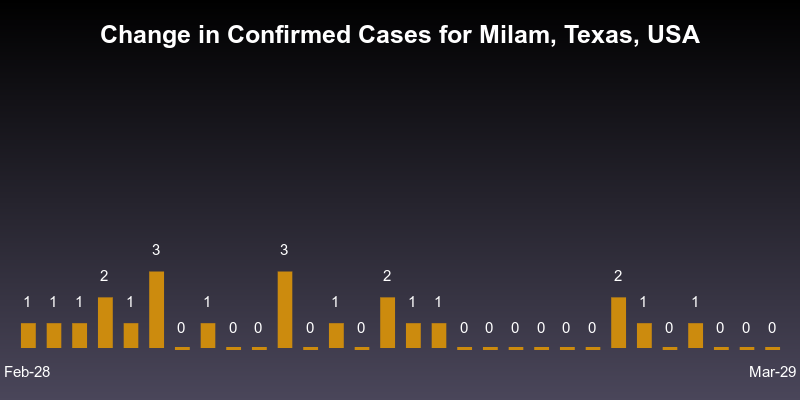 Change in Confirmed Cases for Milam, Texas, USA
1 1 1 2 1 3 0 1 0 0 3 0 1 0 2 1 1 0 0 0 0 0 0 2 1 0 1 0 0 0
Feb-28 Mar-29